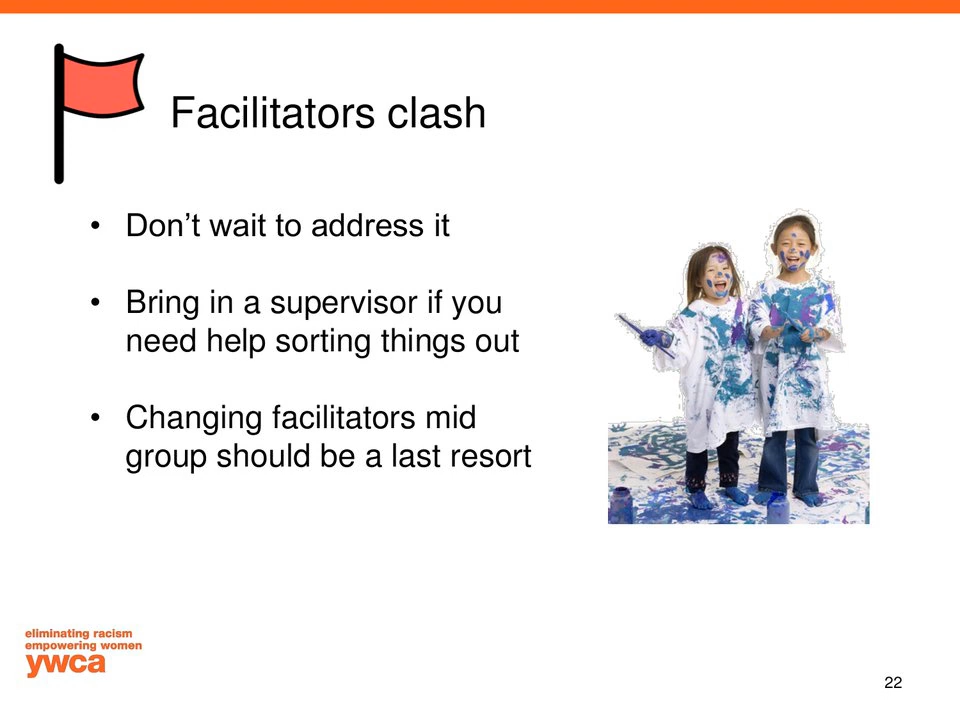 Facilitators clash
• Don’t wait to address it
• Bring in a supervisor if you
need help sorting things out
• Changing facilitators mid
group should be a last resort
eliminating racism
empowering women
ywca
22